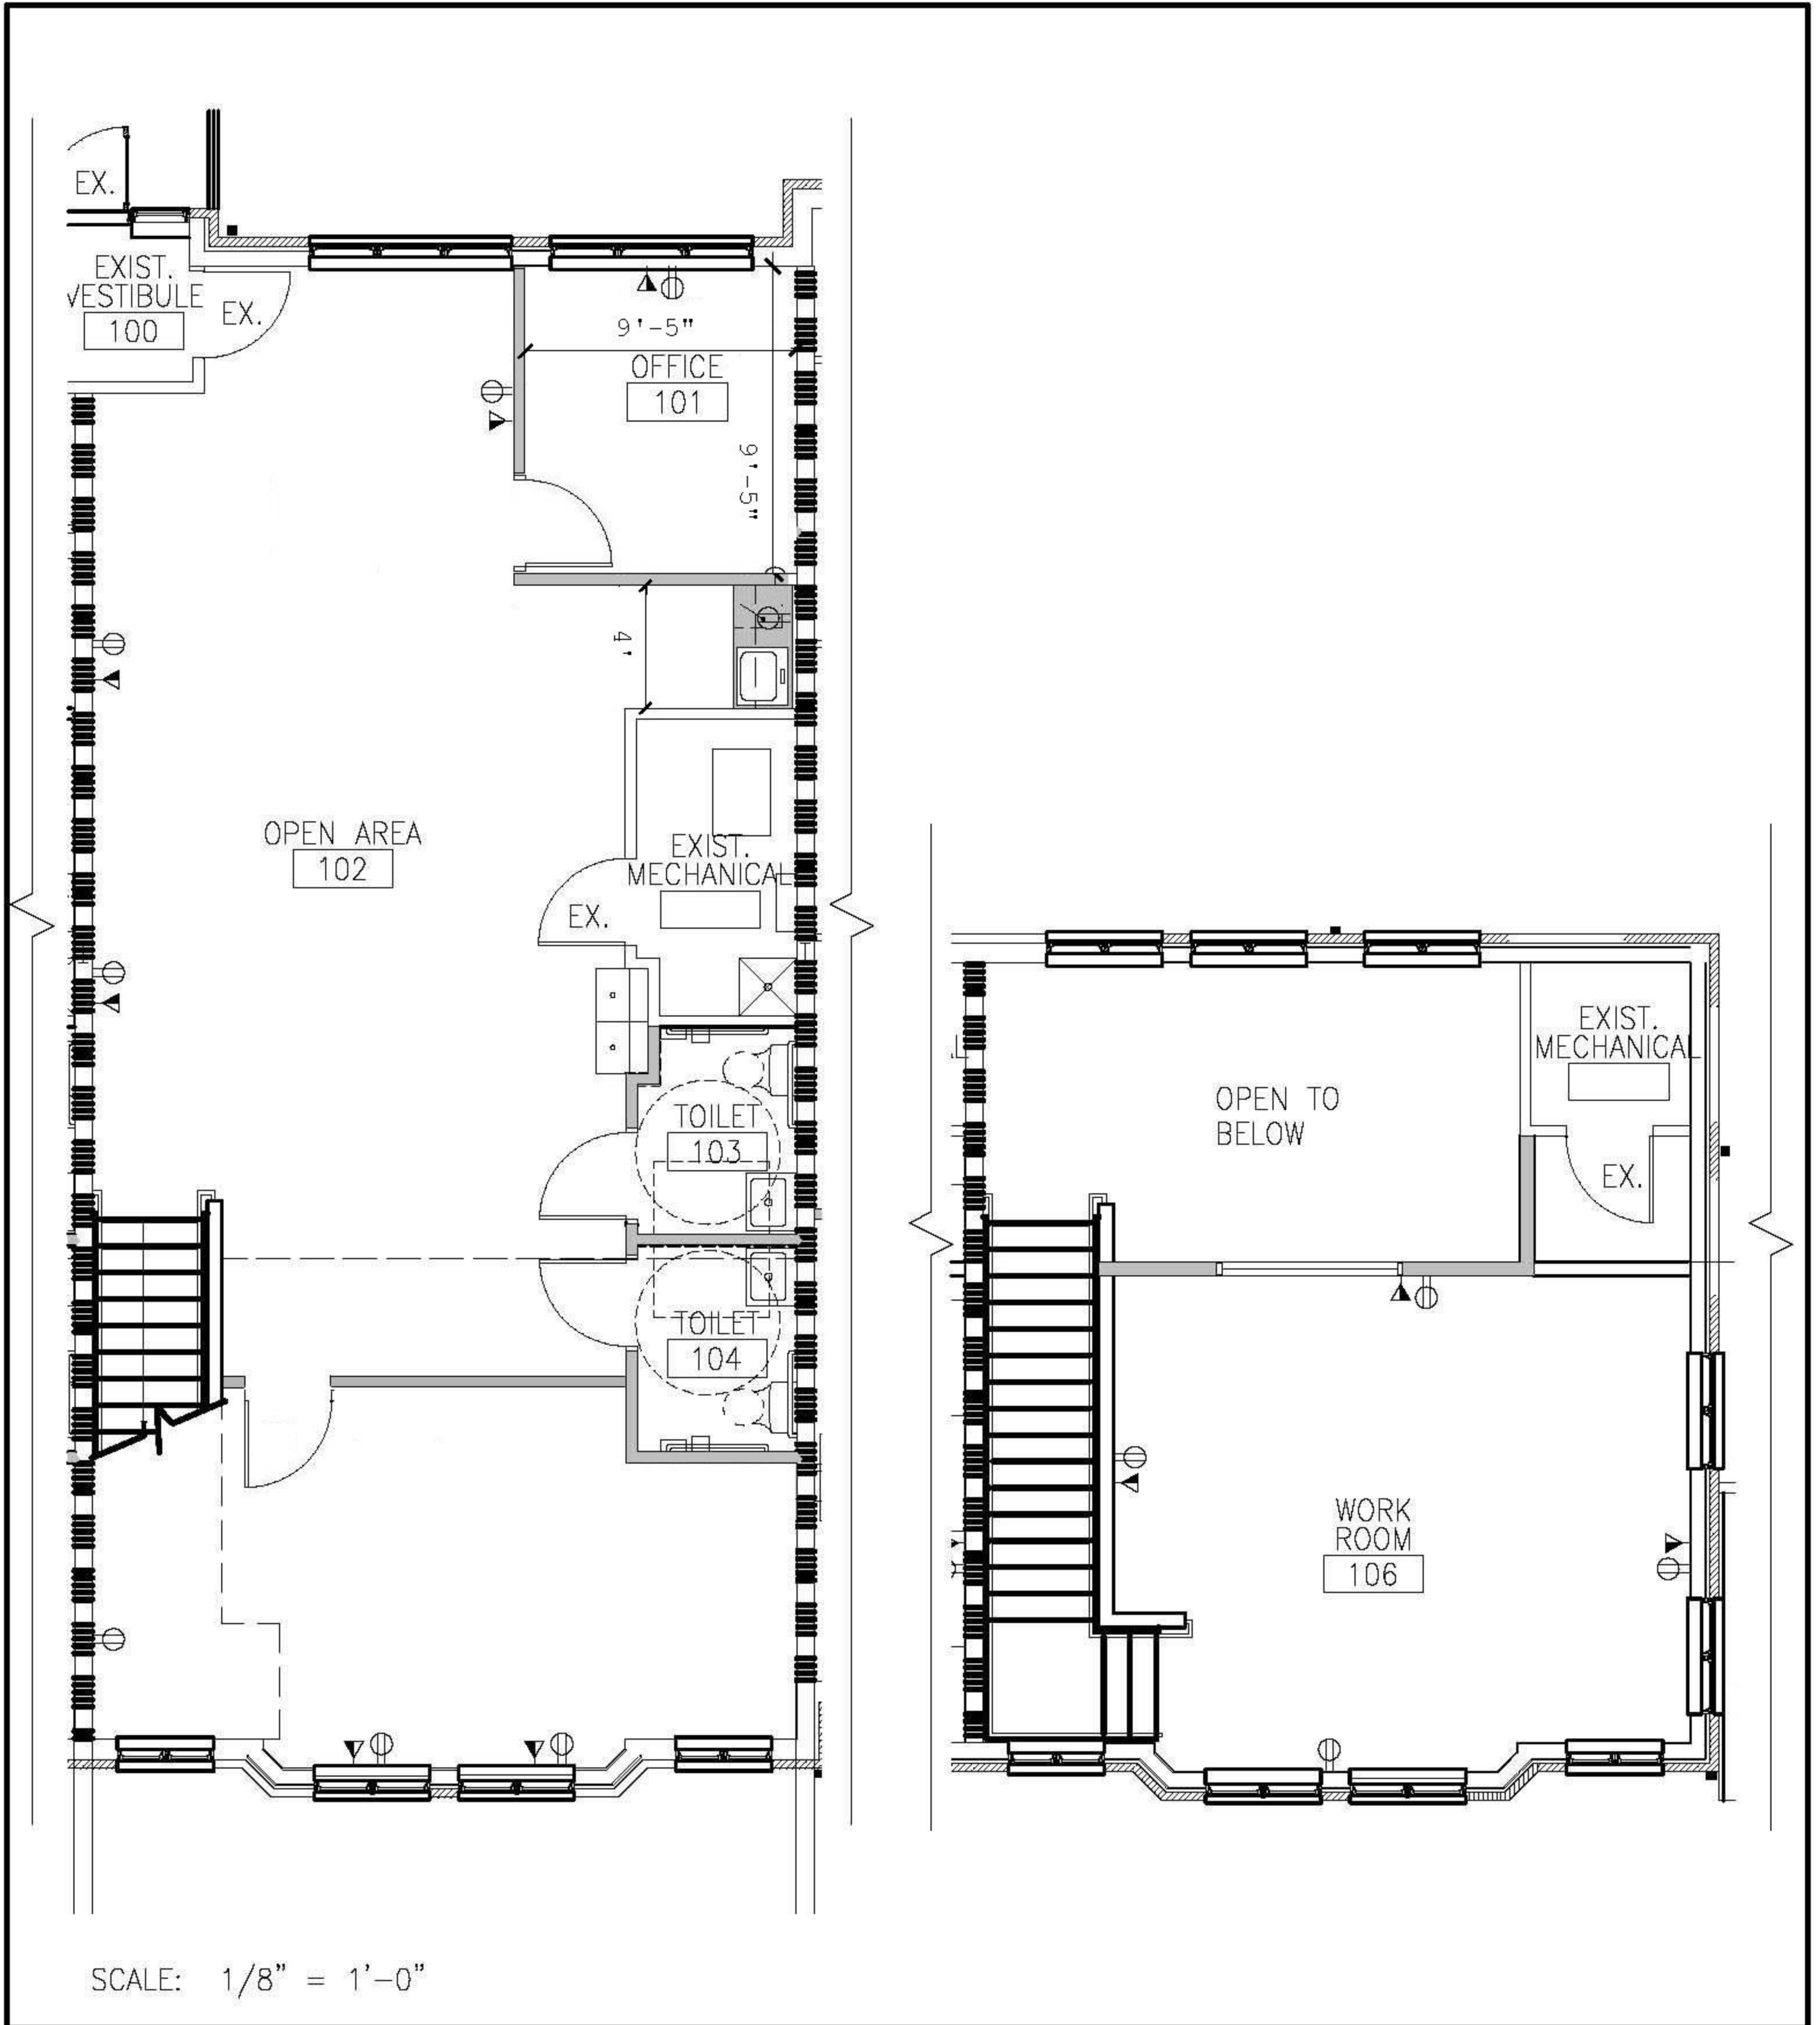 EX.
EXIST.
VESTIBULE
100
EX.
9'-5"
OFFICE
101
9'-5"
4'
OPEN AREA
102
EXIST.
MECHANICAL
EX.
TOILET
103
TOILET
104
EXIST.
MECHANICAL
OPEN TO
BELOW
EX.
WORK
ROOM
106
SCALE: 1/8" = 1'-0"